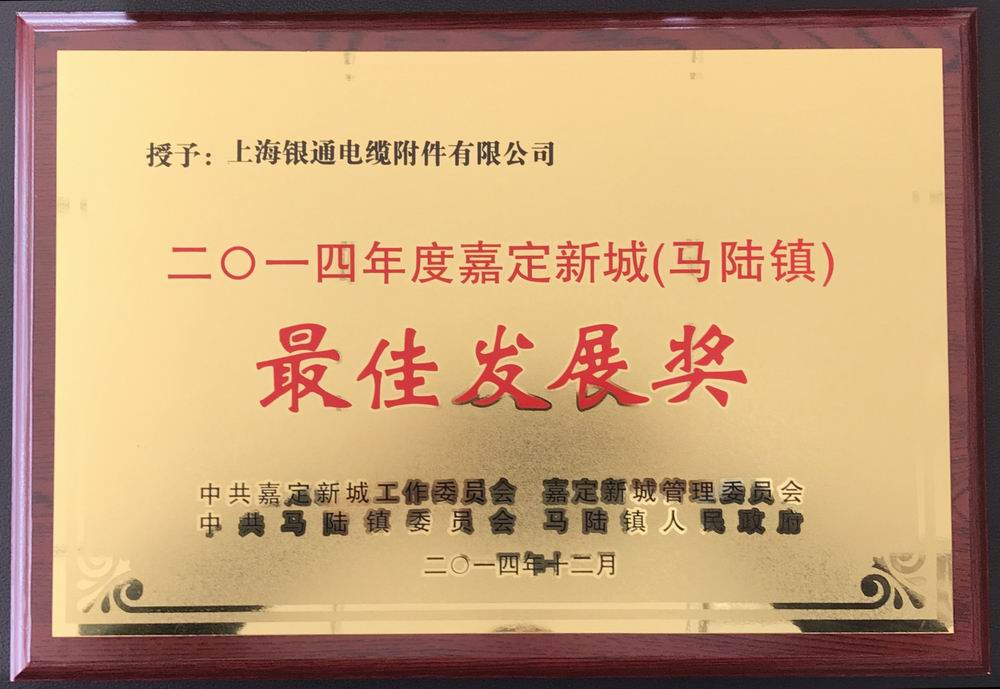 授予：上海银通电缆附件有限公司
二〇一四年度嘉定新城(马陆镇)
最佳发展奖
中共嘉定新城工作委员会 嘉定新城管理委员会
中共马陆镇委员会 马陆镇人民政府
二〇一四年十二月